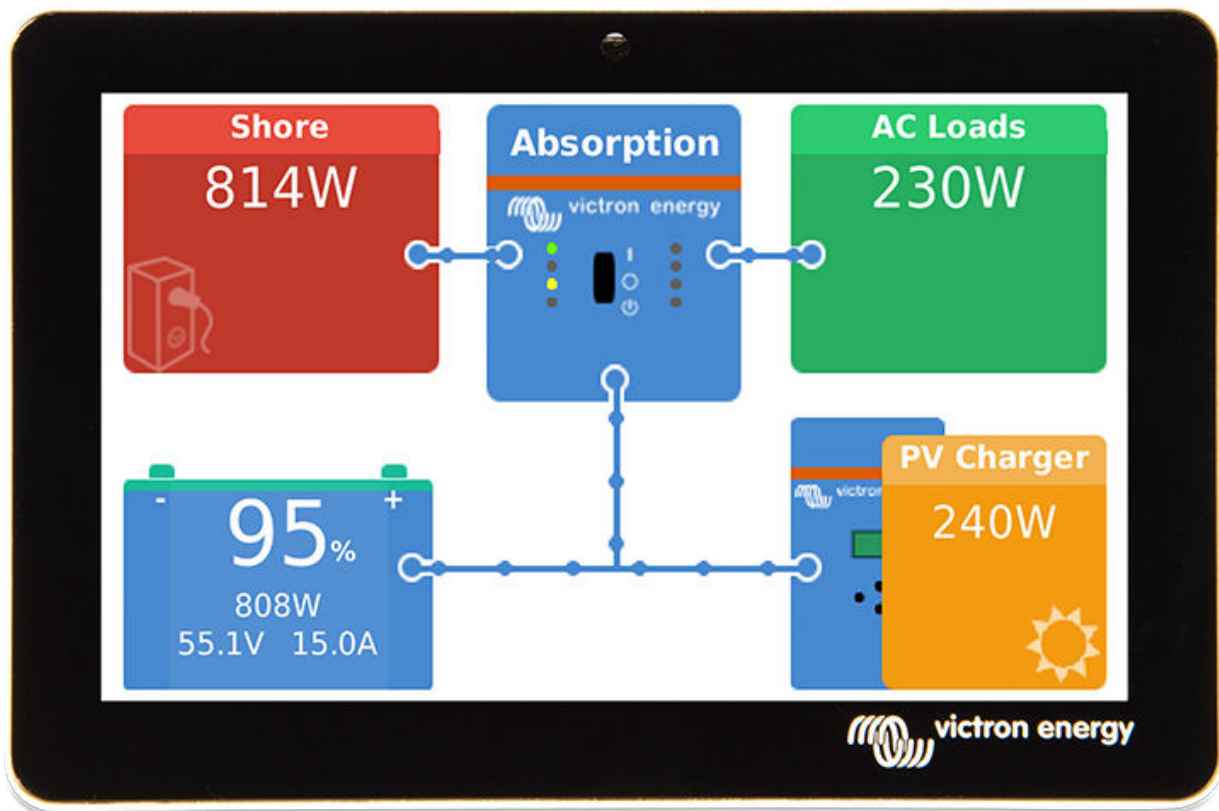 Shore
814W
Absorption
victron energy
AC Loads
230W
- +
95%
808W
55.1V 15.0A
victron
PV Charger
240W
victron energy